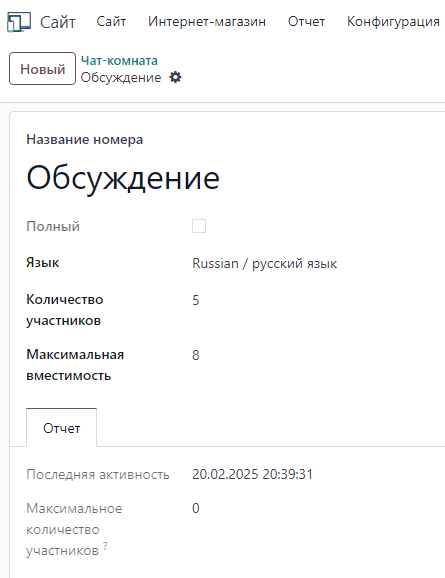 Сайт Сайт Интернет-магазин Отчет Конфигурация
Новый
Чат-комната
Обсуждение
Название номера
Обсуждение
Полный
Язык Russian / русский язык
Количество участников 5
Максимальная вместимость 8
Отчет
Последняя активность 20.02.2025 20:39:31
Максимальное количество участников ? 0